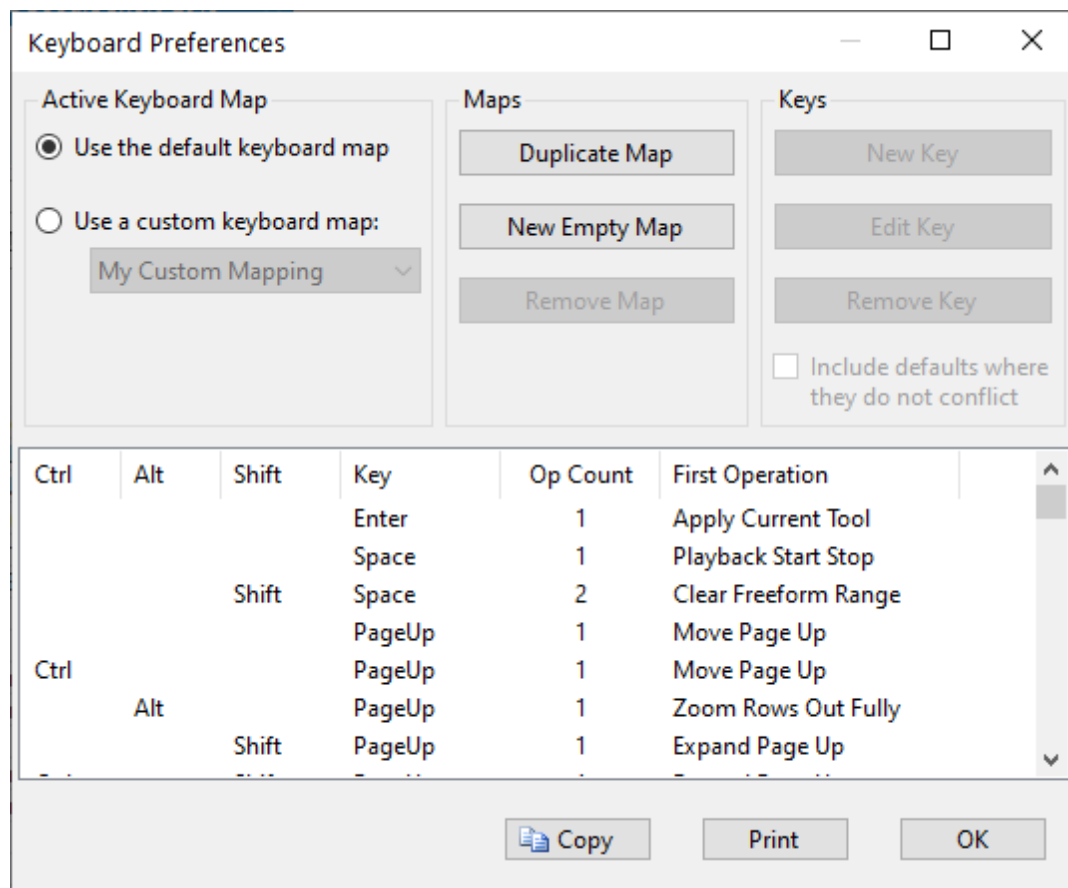 Keyboard Preferences
Active Keyboard Map
Use the default keyboard map
Use a custom keyboard map:
My Custom Mapping
Maps
Duplicate Map
New Empty Map
Remove Map
Keys
New Key
Edit Key
Remove Key
Include defaults where
they do not conflict
Ctrl Alt Shift Key Op Count First Operation
Enter 1 Apply Current Tool
Space 1 Playback Start Stop
Shift Space 2 Clear Freeform Range
PageUp 1 Move Page Up
Ctrl PageUp 1 Move Page Up
Alt PageUp 1 Zoom Rows Out Fully
Shift PageUp 1 Expand Page Up
Copy Print OK